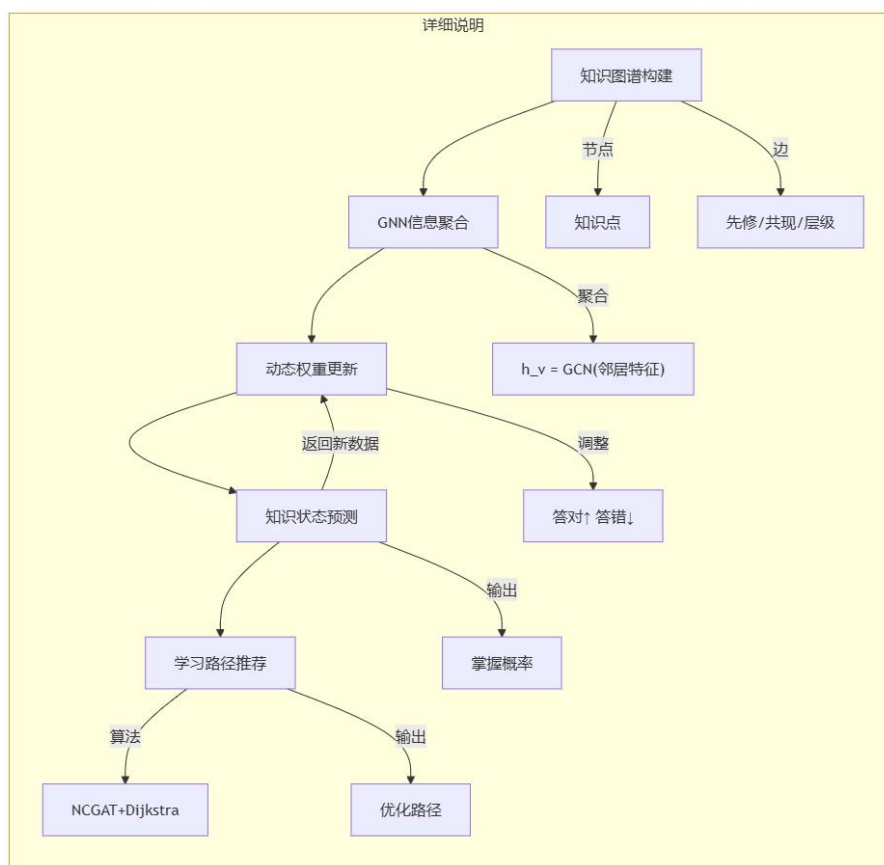 详细说明
知识图谱构建
节点
边
GNN信息聚合
知识点
先修/共现/层级
聚合
动态权重更新
h_v = GCN(邻居特征)
返回新数据
调整
知识状态预测
答对↑ 答错↓
输出
学习路径推荐
掌握概率
算法
输出
NCGAT+Dijkstra
优化路径